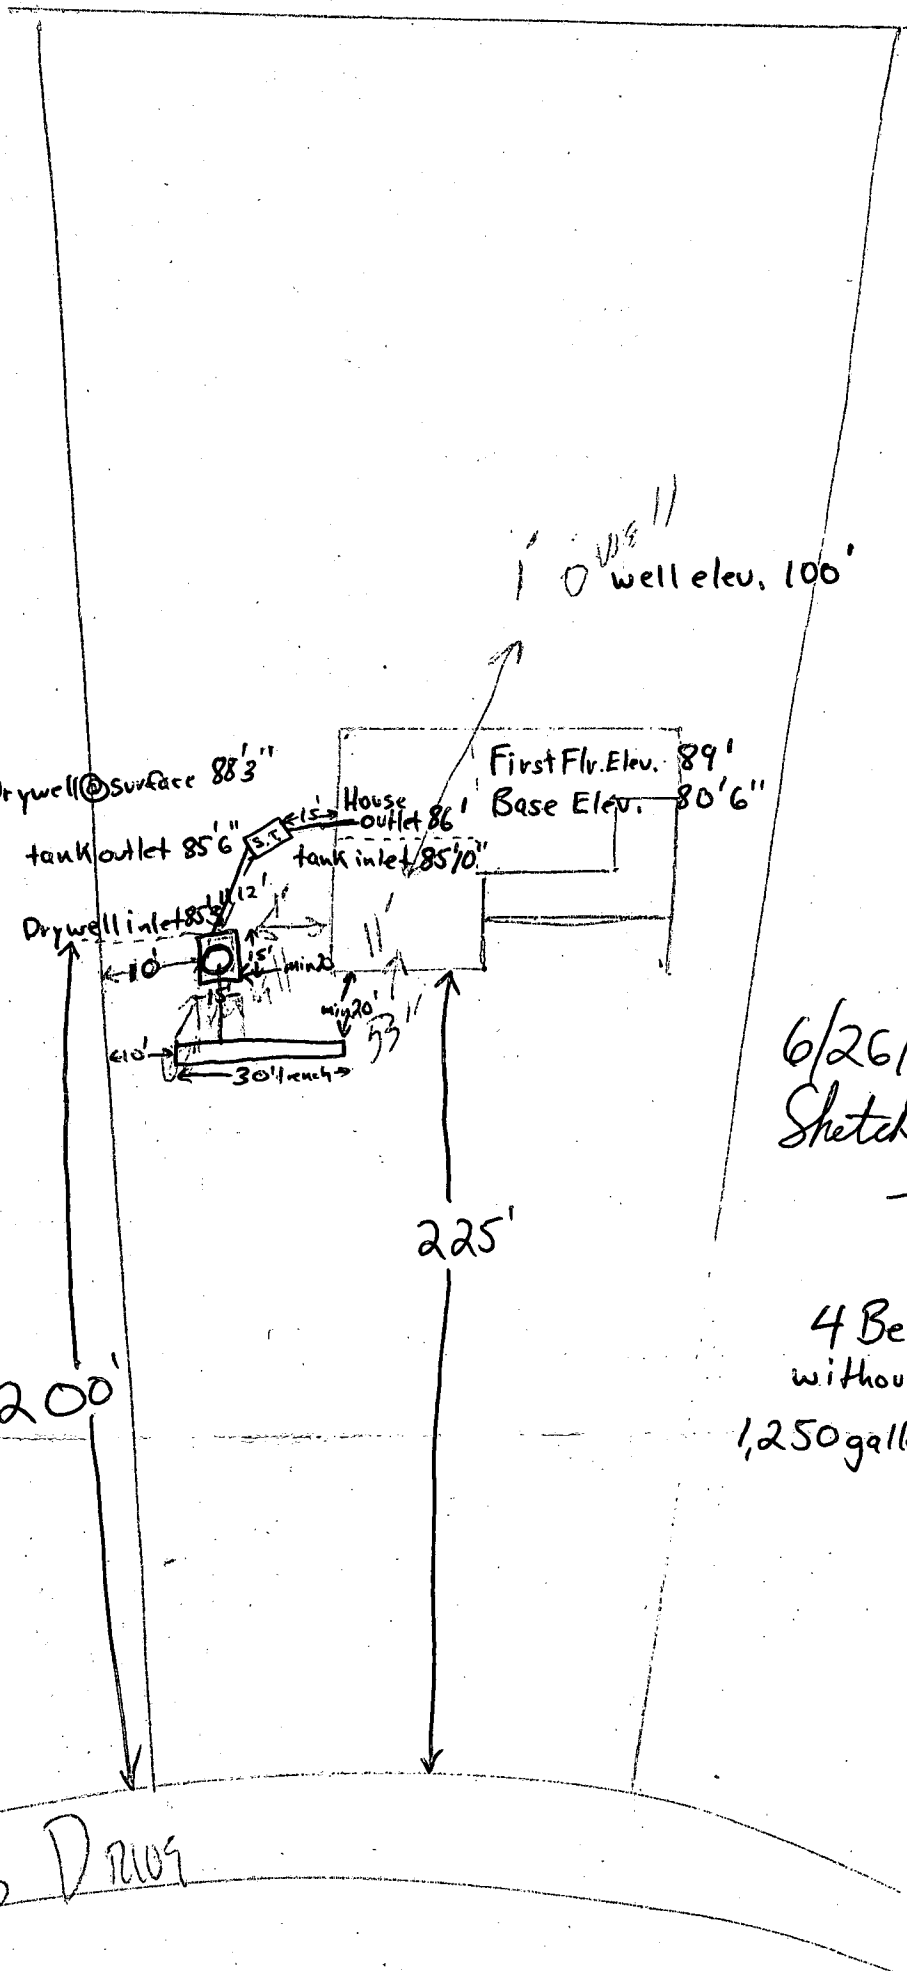 well
well elev. 100'
Drywell @ surface 88'3"
First Flr. Elev. 89'
Base Elev. 80'6"
15'
House
outlet 86'
S.T.
tank outlet 85'6"
tank inlet 85'10"
12'
Drywell inlet
10'
15'
min 20'
11'
15'
min 20'
53"
10'
30' trench
6/26/
Sketch
225'
4 Be
withou
200'
1,250 gall
Drive